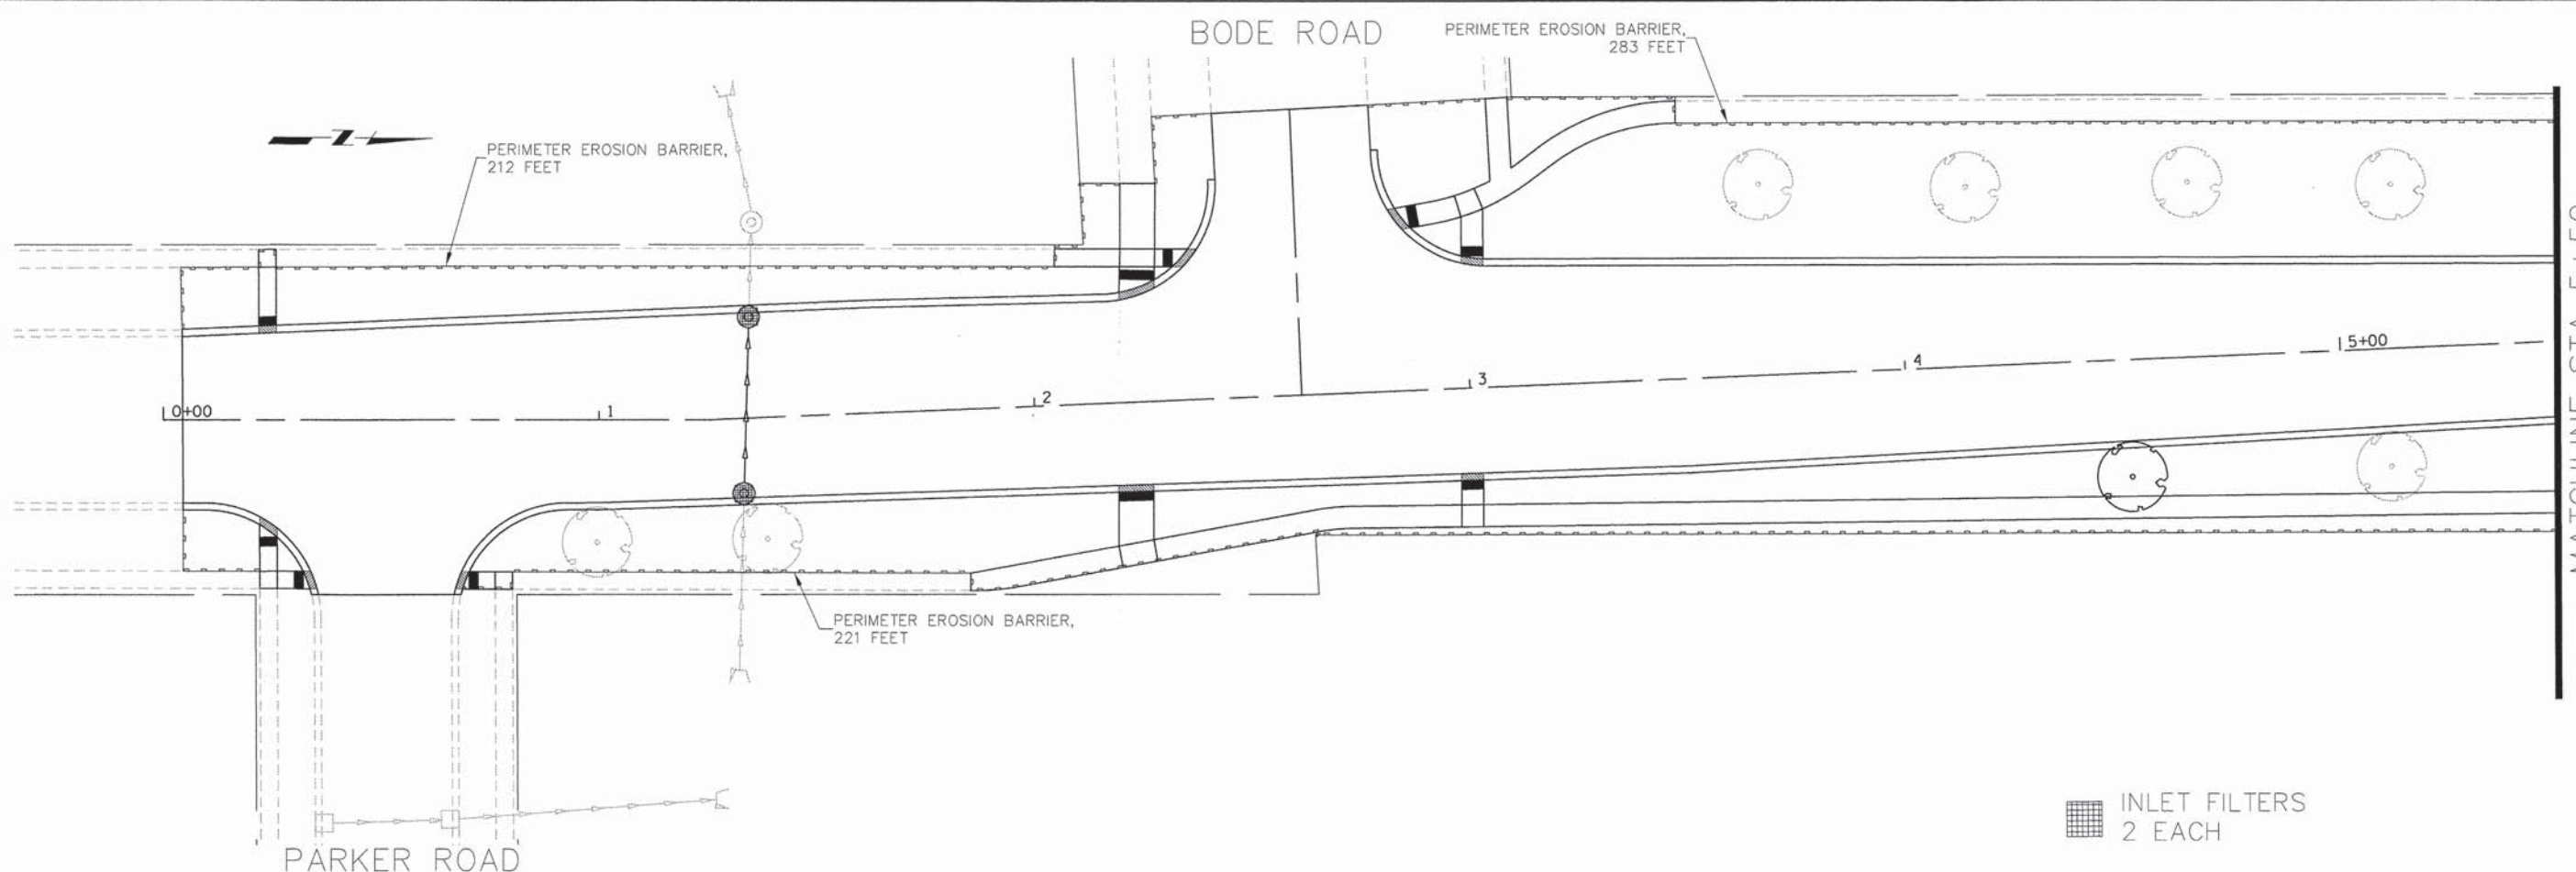 BODE ROAD
PERIMETER EROSION BARRIER,
283 FEET
Z
PERIMETER EROSION BARRIER,
212 FEET
0+00
1
2
3
4
5+00
PERIMETER EROSION BARRIER,
221 FEET
INLET FILTERS
2 EACH
PARKER ROAD